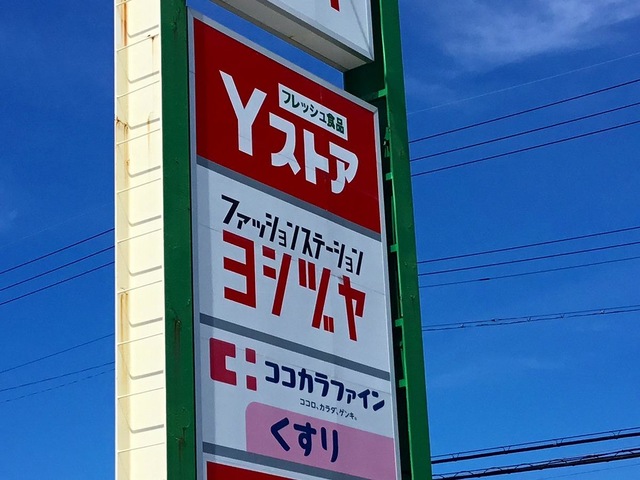 フレッシュ食品
Yストア
ファッションステーション
ヨシヅヤ
ココカラファイン
ココロ、カラダ、ゲンキ。
くすり